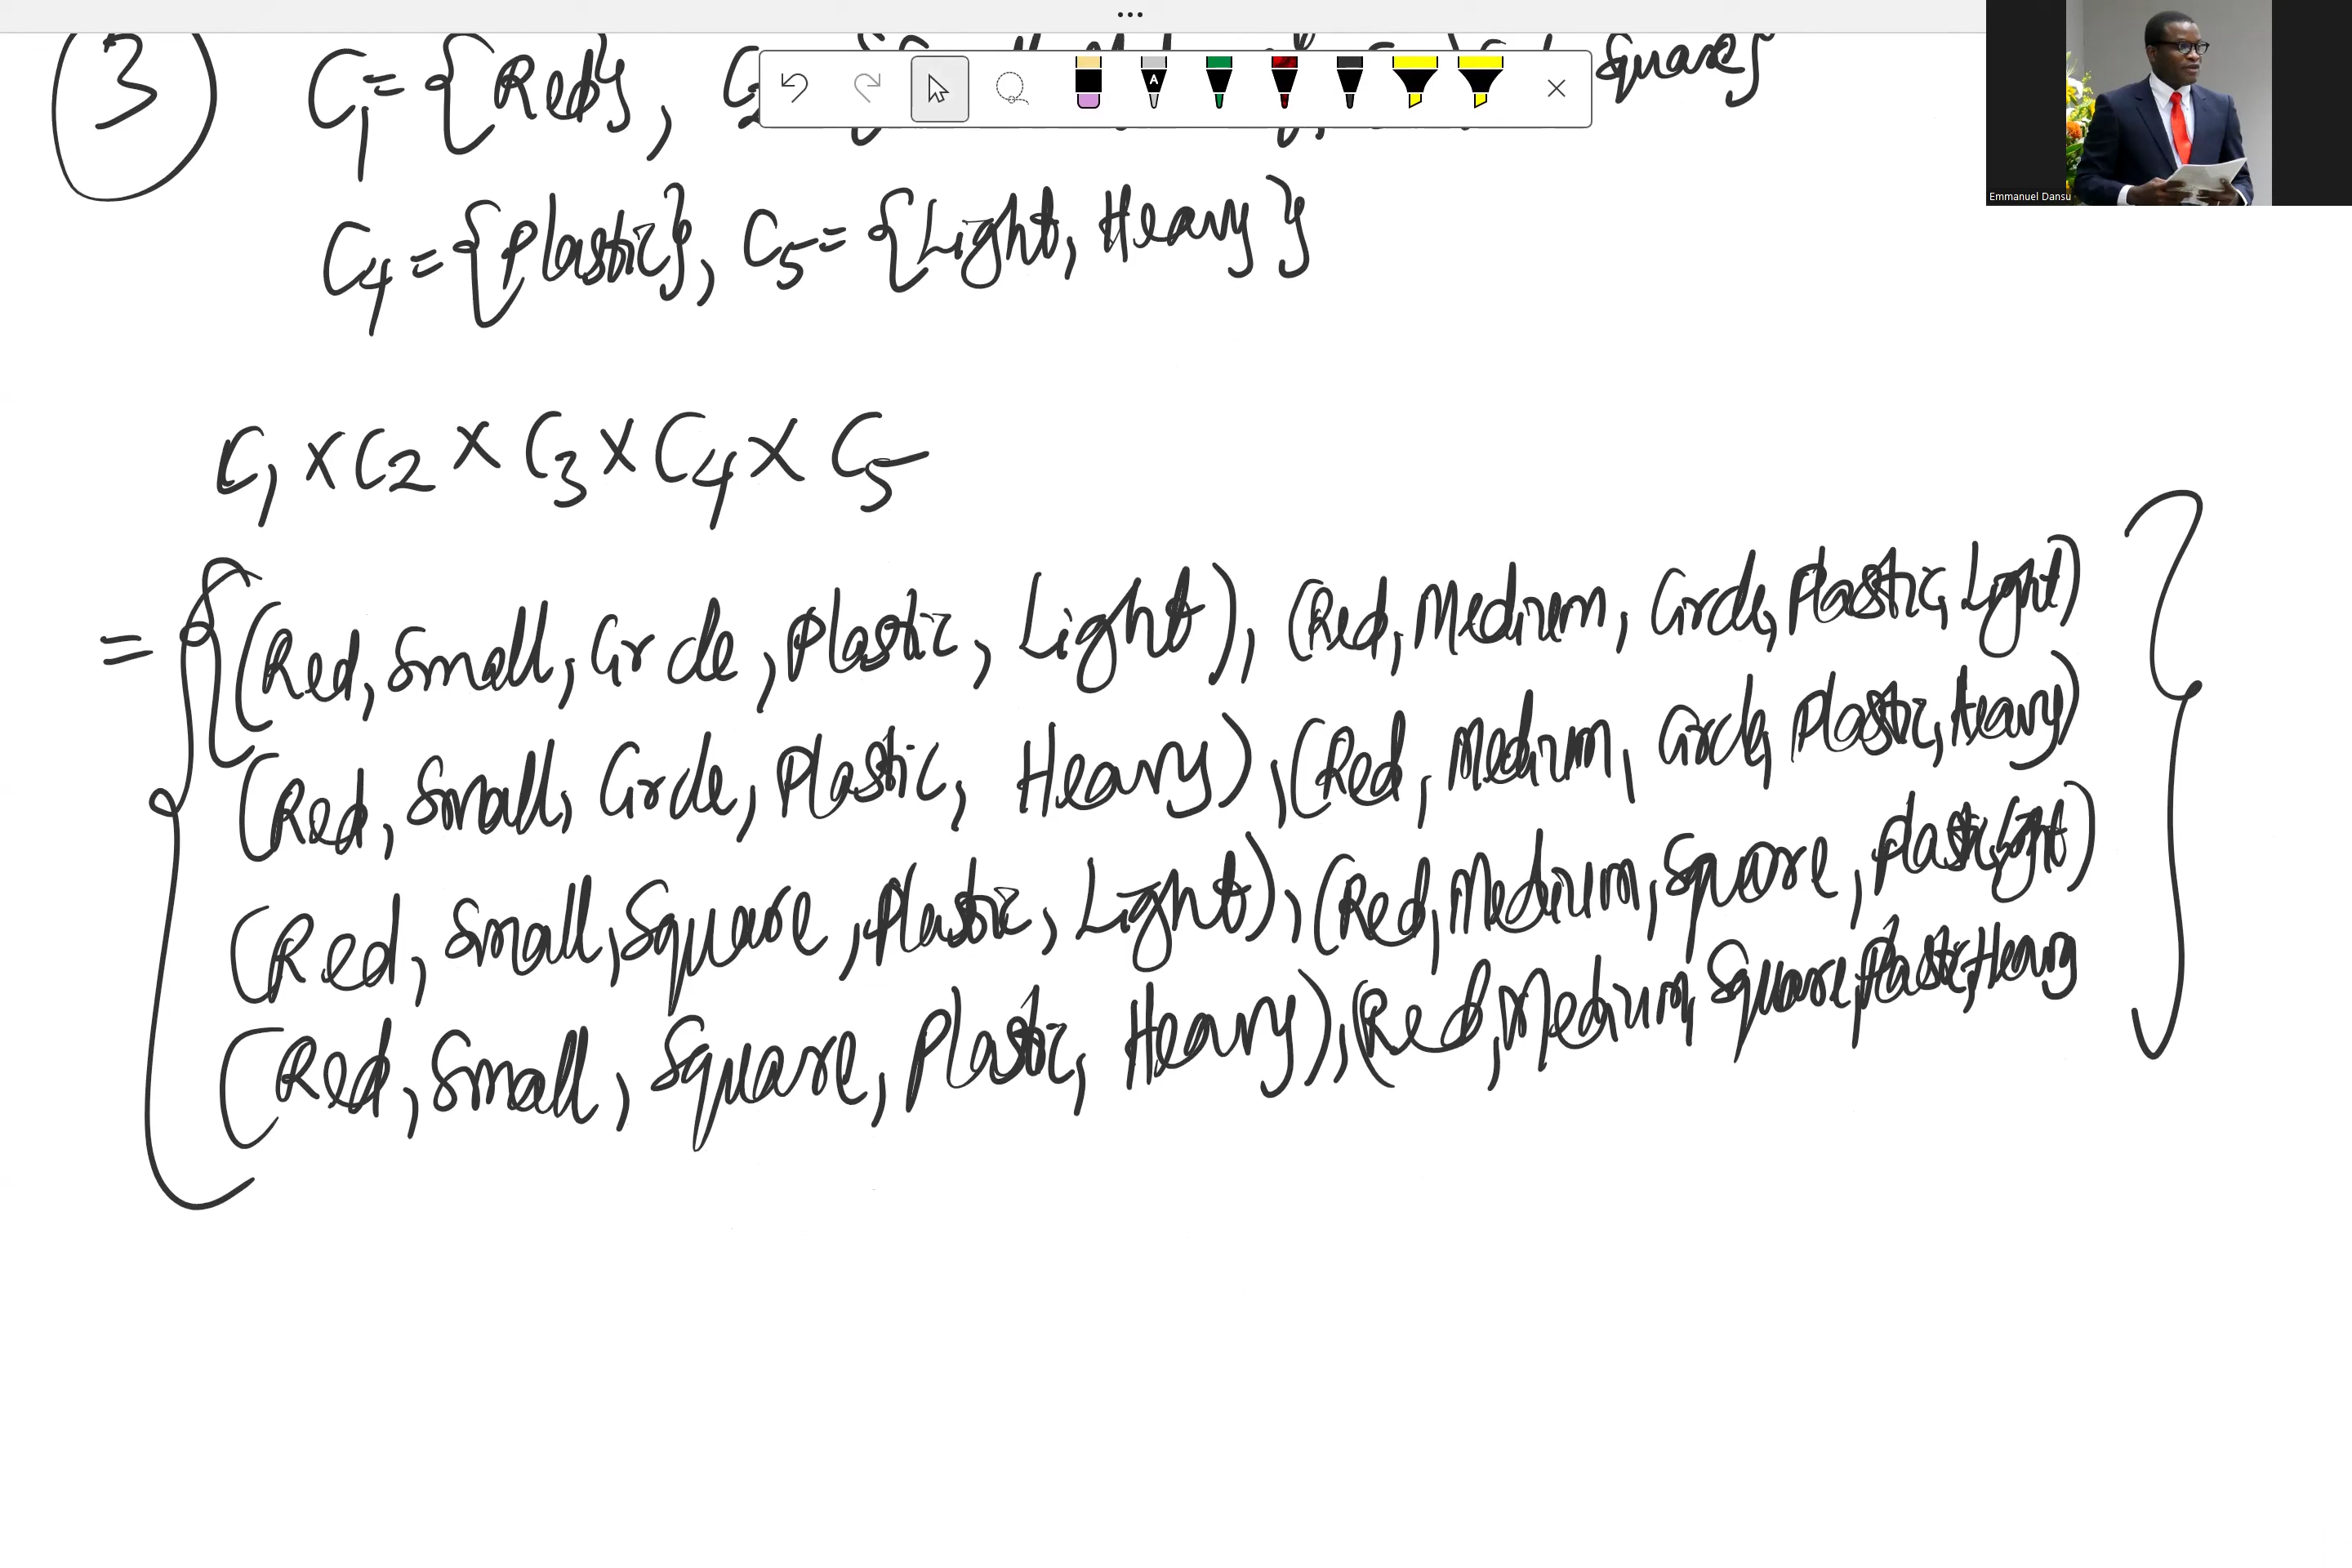 3 C1 = {Red}, C2 Square}
C4 = {Plastic}, C5 = {Light, Heavy}
C1 × C2 × C3 × C4 × C5
= { (Red, Small, Circle, Plastic, Light), (Red, Medium, Circle, Plastic, Light) }
(Red, Small, Circle, Plastic, Heavy), (Red, Medium, Circle, Plastic, Heavy)
(Red, Small, Square, Plastic, Light), (Red, Medium, Square, Plastic, Light)
(Red, Small, Square, Plastic, Heavy), (Red, Medium, Square, Plastic, Heavy
A
Emmanuel Dansu